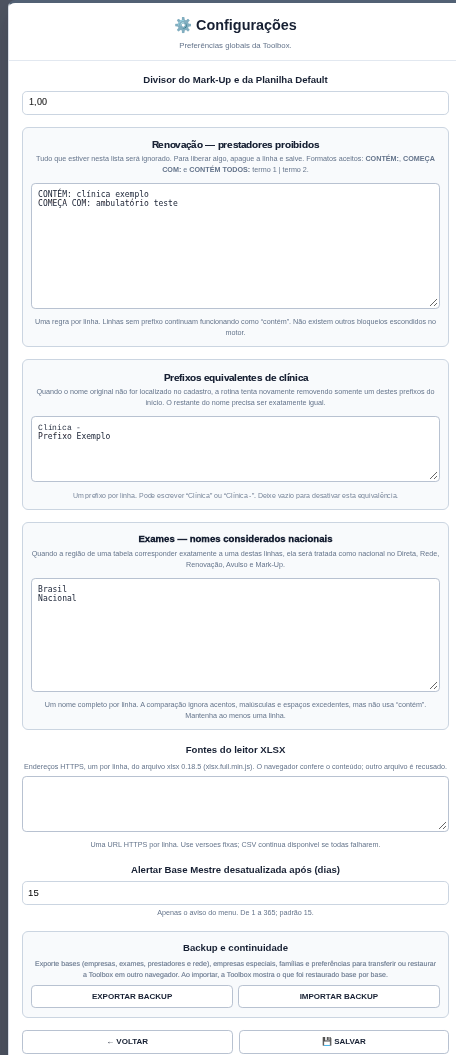 ⚙️ Configurações
Preferências globais da Toolbox.
Divisor do Mark-Up e da Planilha Default
1,00
Renovação — prestadores proibidos
Tudo que estiver nesta lista será ignorado. Para liberar algo, apague a linha e salve. Formatos aceitos: CONTÉM:, COMEÇA
COM: e CONTÉM TODOS: termo 1 | termo 2.
CONTÉM: clínica exemplo
COMEÇA COM: ambulatório teste
Uma regra por linha. Linhas sem prefixo continuam funcionando como "contém". Não existem outros bloqueios escondidos no
motor.
Prefixos equivalentes de clínica
Quando o nome original não for localizado no cadastro, a rotina tenta novamente removendo somente um destes prefixos do
início. O restante do nome precisa ser exatamente igual.
Clínica -
Prefixo Exemplo
Um prefixo por linha. Pode escrever "Clínica" ou "Clínica -". Deixe vazio para desativar esta equivalência.
Exames — nomes considerados nacionais
Quando a região de uma tabela corresponder exatamente a uma destas linhas, ela será tratada como nacional no Direta, Rede,
Renovação, Avulso e Mark-Up.
Brasil
Nacional
Um nome completo por linha. A comparação ignora acentos, maiúsculas e espaços excedentes, mas não usa "contém".
Mantenha ao menos uma linha.
Fontes do leitor XLSX
Endereços HTTPS, um por linha, do arquivo xlsx 0.18.5 (xlsx.full.min.js). O navegador confere o conteúdo; outro arquivo é recusado.
Uma URL HTTPS por linha. Use versões fixas; CSV continua disponível se todas falharem.
Alertar Base Mestre desatualizada após (dias)
15
Apenas o aviso do menu. De 1 a 365; padrão 15.
Backup e continuidade
Exporte bases (empresas, exames, prestadores e rede), empresas especiais, famílias e preferências para transferir ou restaurar
a Toolbox em outro navegador. Ao importar, a Toolbox mostra o que foi restaurado base por base.
EXPORTAR BACKUP
IMPORTAR BACKUP
← VOLTAR
💾 SALVAR